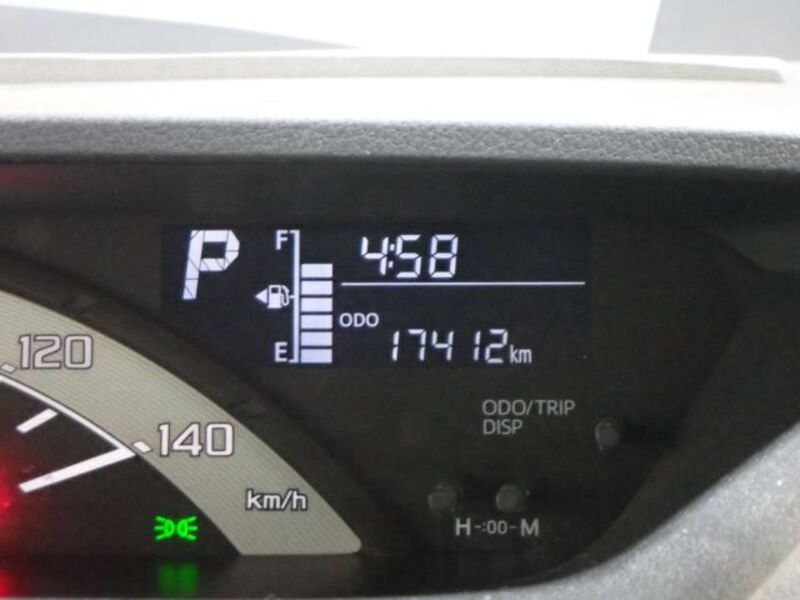 P
F
4:58
ODO
E
17412km
120
140
km/h
ODO/TRIP
DISP
H-:00-M